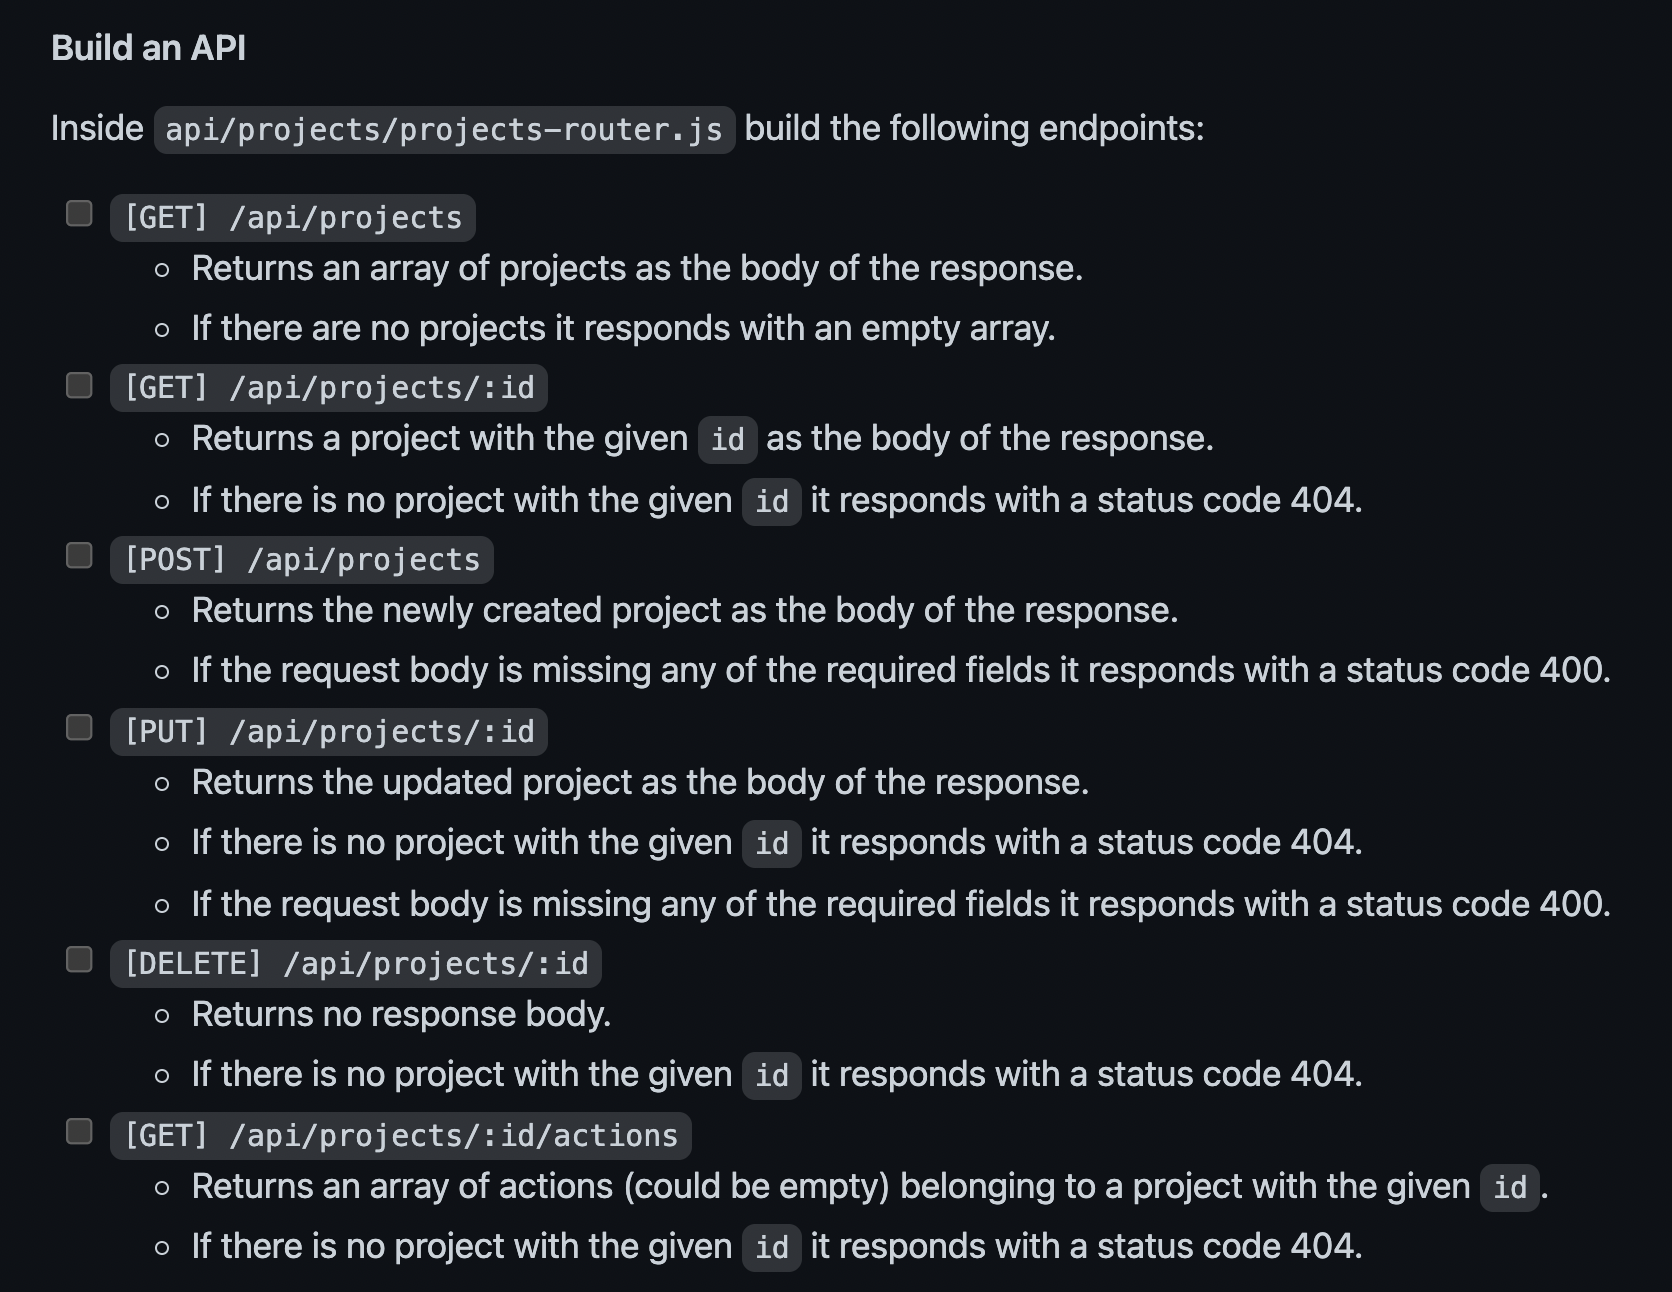 Build an API
Inside api/projects/projects-router.js build the following endpoints:
[GET] /api/projects
Returns an array of projects as the body of the response.
If there are no projects it responds with an empty array.
[GET] /api/projects/:id
Returns a project with the given id as the body of the response.
If there is no project with the given id it responds with a status code 404.
[POST] /api/projects
Returns the newly created project as the body of the response.
If the request body is missing any of the required fields it responds with a status code 400.
[PUT] /api/projects/:id
Returns the updated project as the body of the response.
If there is no project with the given id it responds with a status code 404.
If the request body is missing any of the required fields it responds with a status code 400.
[DELETE] /api/projects/:id
Returns no response body.
If there is no project with the given id it responds with a status code 404.
[GET] /api/projects/:id/actions
Returns an array of actions (could be empty) belonging to a project with the given id.
If there is no project with the given id it responds with a status code 404.